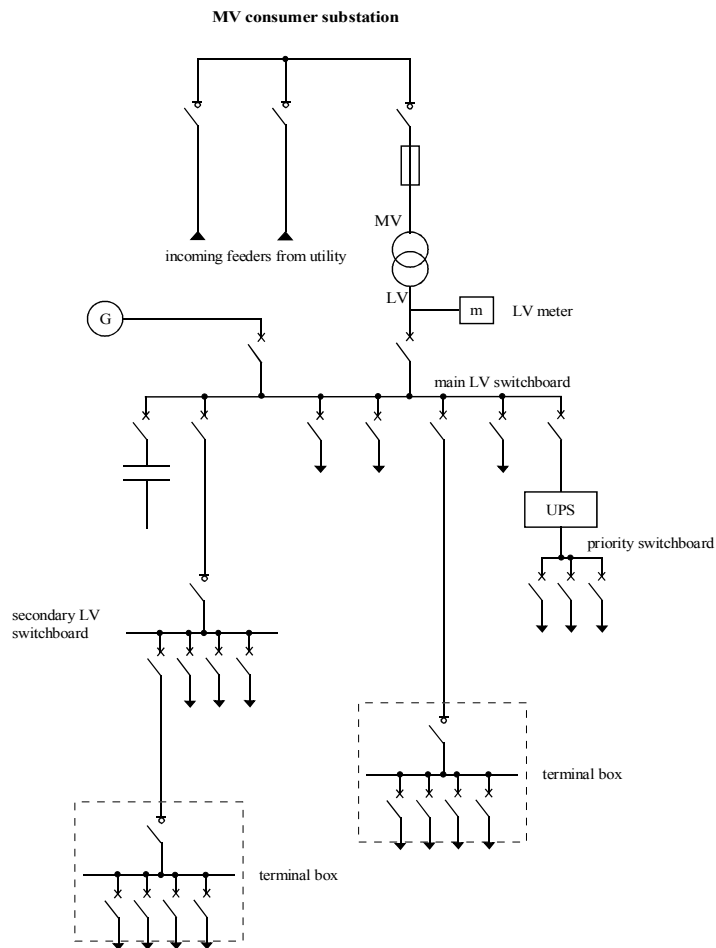 MV consumer substation
MV
incoming feeders from utility
LV
G
m
LV meter
main LV switchboard
UPS
priority switchboard
secondary LV
switchboard
terminal box
terminal box